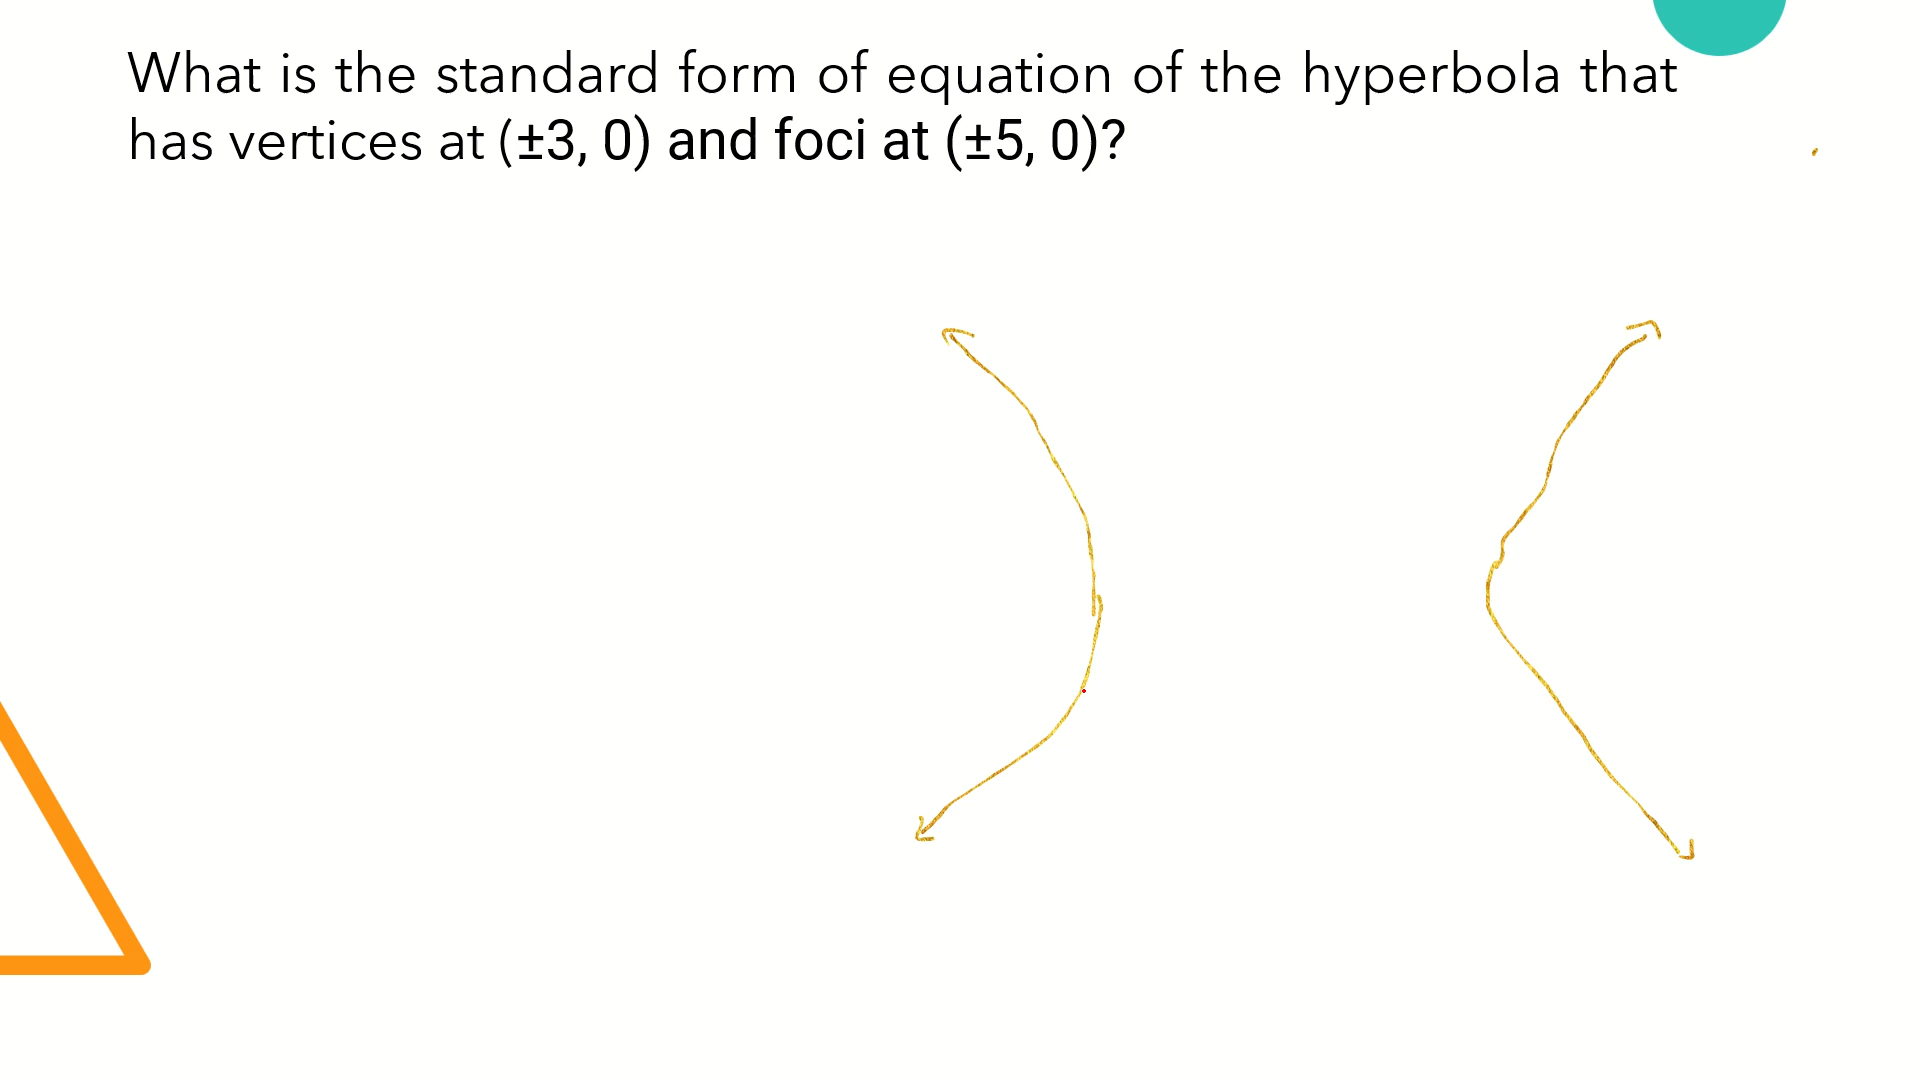 What is the standard form of equation of the hyperbola that
has vertices at (±3, 0) and foci at (±5, 0)?